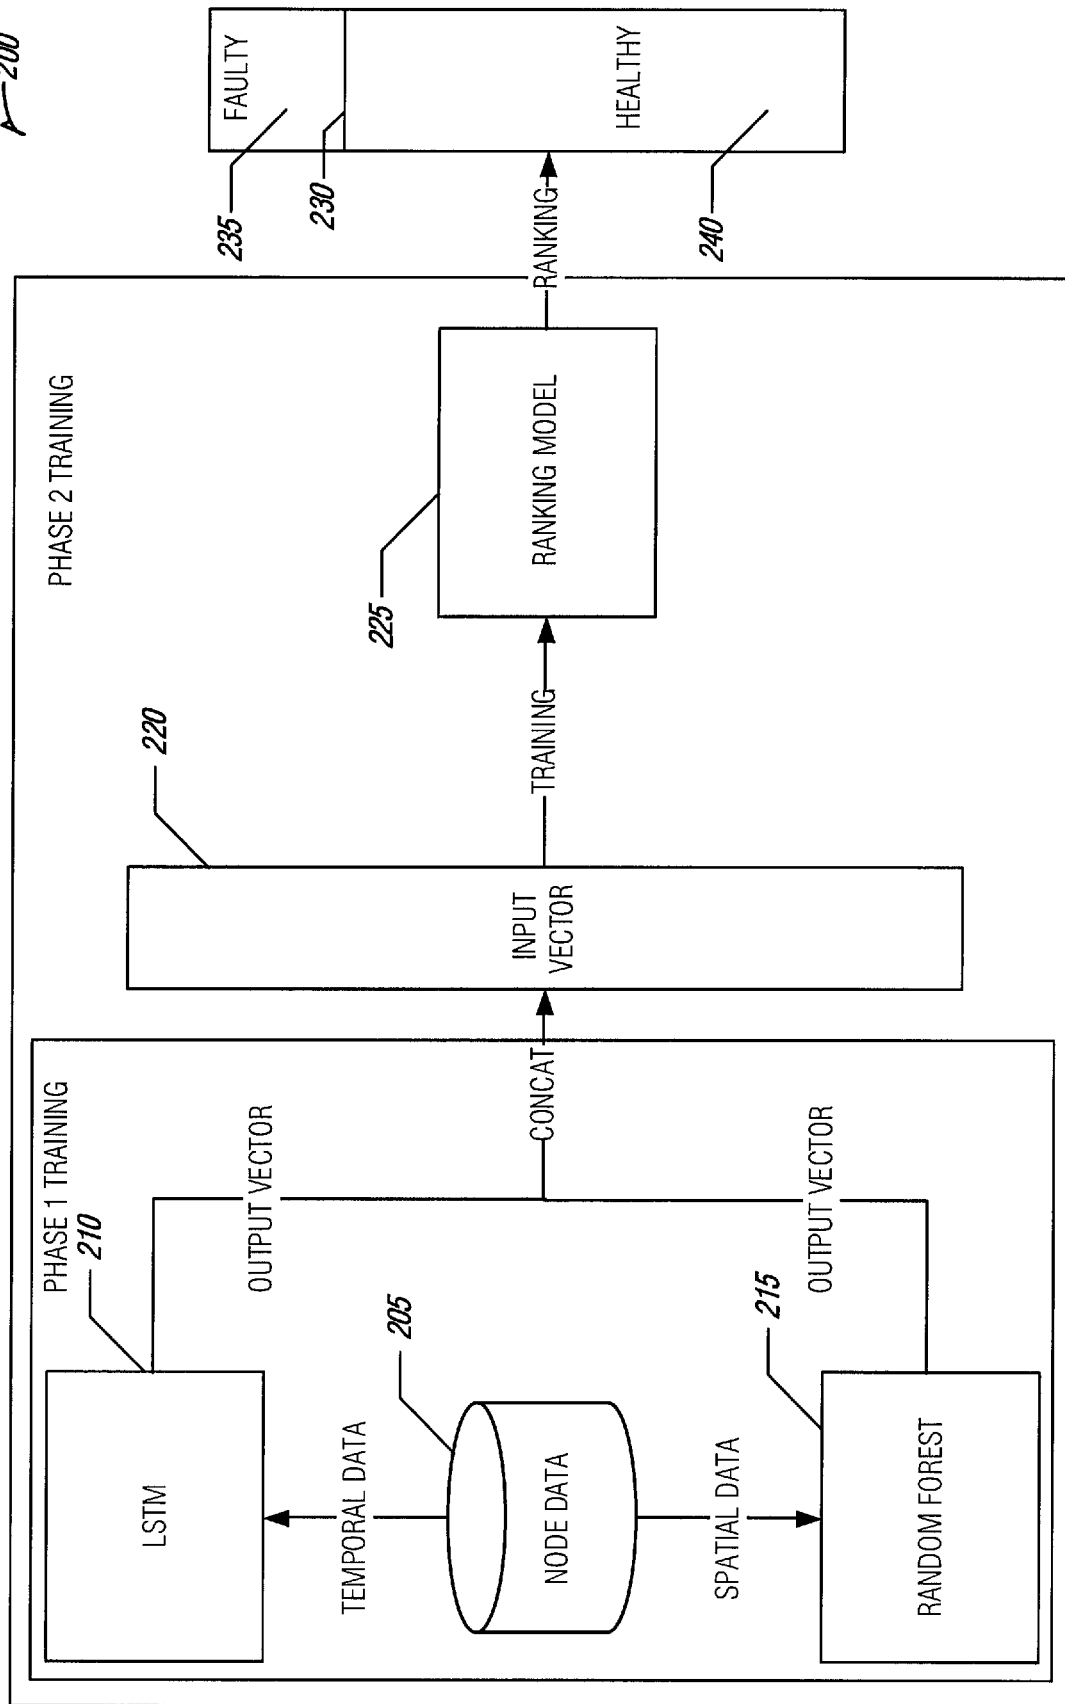 200
PHASE 2 TRAINING
PHASE 1 TRAINING
210
LSTM
TEMPORAL DATA
205
NODE DATA
SPATIAL DATA
215
RANDOM FOREST
OUTPUT VECTOR
OUTPUT VECTOR
CONCAT
220
INPUT
VECTOR
TRAINING
225
RANKING MODEL
RANKING
235
FAULTY
230
HEALTHY
240